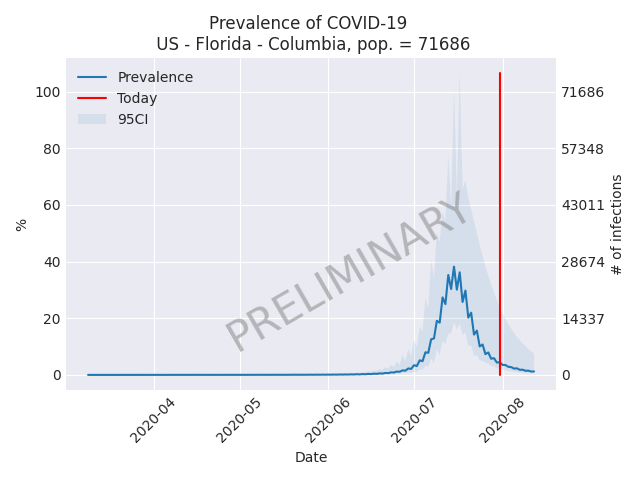 Prevalence of COVID-19
US - Florida - Columbia, pop. = 71686
Prevalence
Today
95CI
PRELIMINARY
100
80
60
40
20
0
%
71686
57348
43011
28674
14337
0
# of infections
2020-04
2020-05
2020-06
2020-07
2020-08
Date